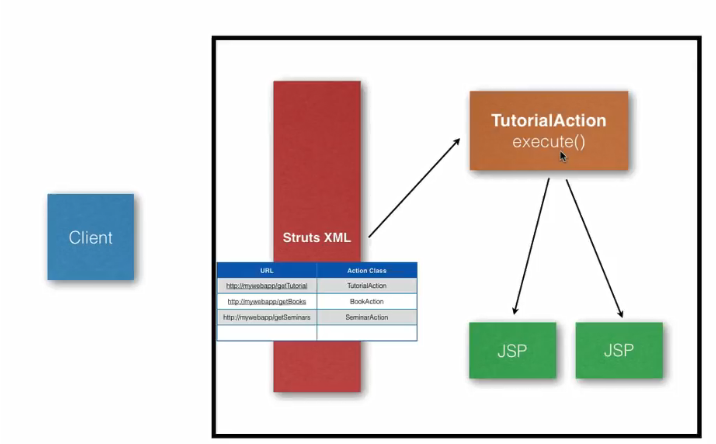 Client
Struts XML
URL Action Class
http://mywebapp/getTutorial TutorialAction
http://mywebapp/getBooks BookAction
http://mywebapp/getSeminars SeminarAction
TutorialAction
execute()
JSP JSP